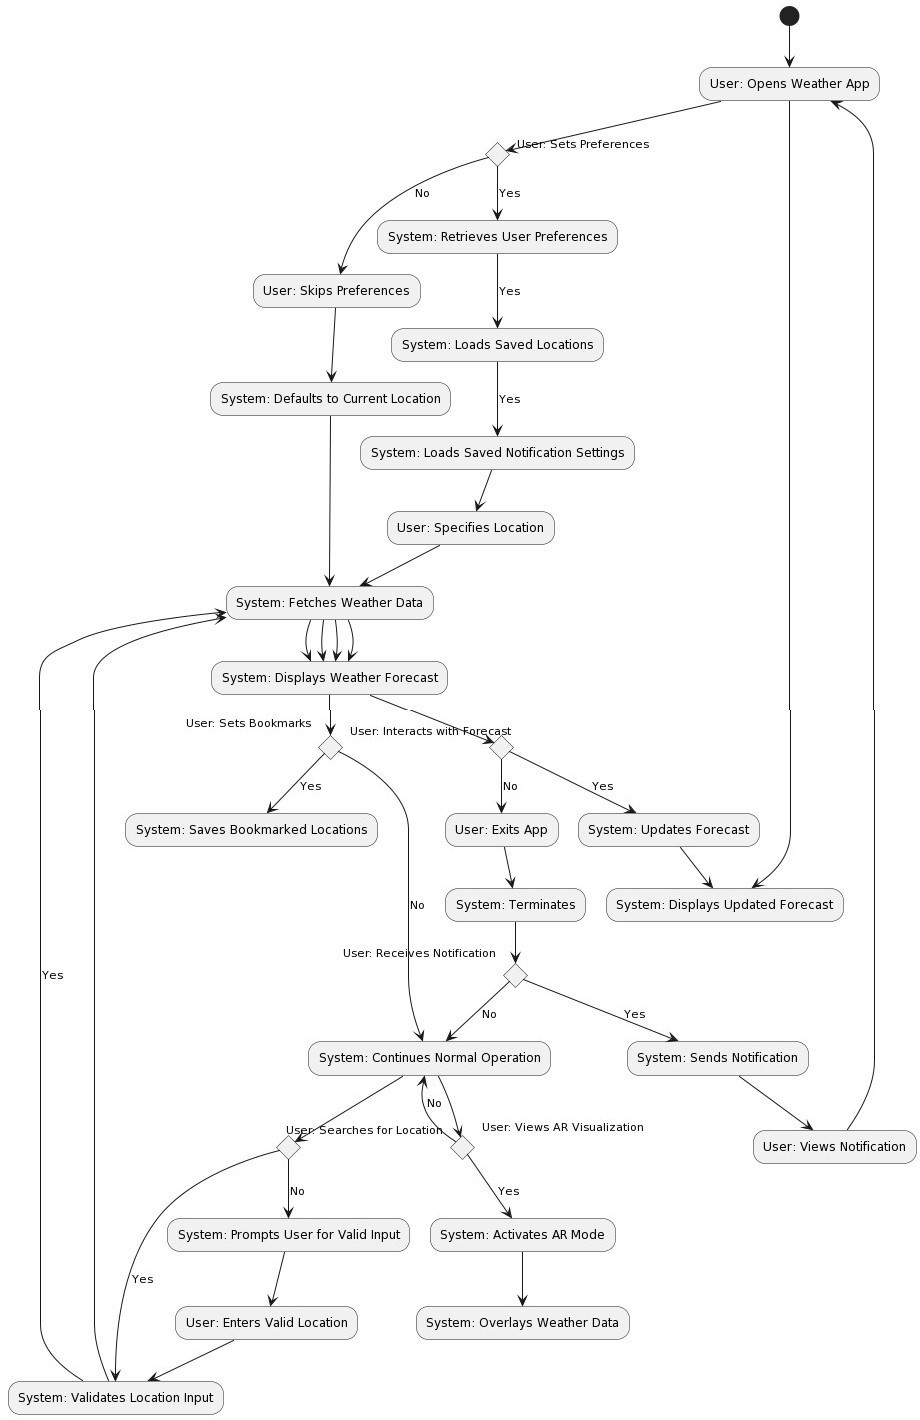 User: Opens Weather App
User: Sets Preferences
No
Yes
System: Retrieves User Preferences
User: Skips Preferences
Yes
System: Loads Saved Locations
System: Defaults to Current Location
Yes
System: Loads Saved Notification Settings
User: Specifies Location
System: Fetches Weather Data
System: Displays Weather Forecast
User: Sets Bookmarks
User: Interacts with Forecast
Yes
No
Yes
System: Saves Bookmarked Locations
User: Exits App
System: Updates Forecast
No
System: Terminates
System: Displays Updated Forecast
User: Receives Notification
Yes
No
Yes
System: Continues Normal Operation
System: Sends Notification
No
User: Searches for Location
User: Views AR Visualization
User: Views Notification
No
Yes
System: Prompts User for Valid Input
System: Activates AR Mode
Yes
User: Enters Valid Location
System: Overlays Weather Data
System: Validates Location Input